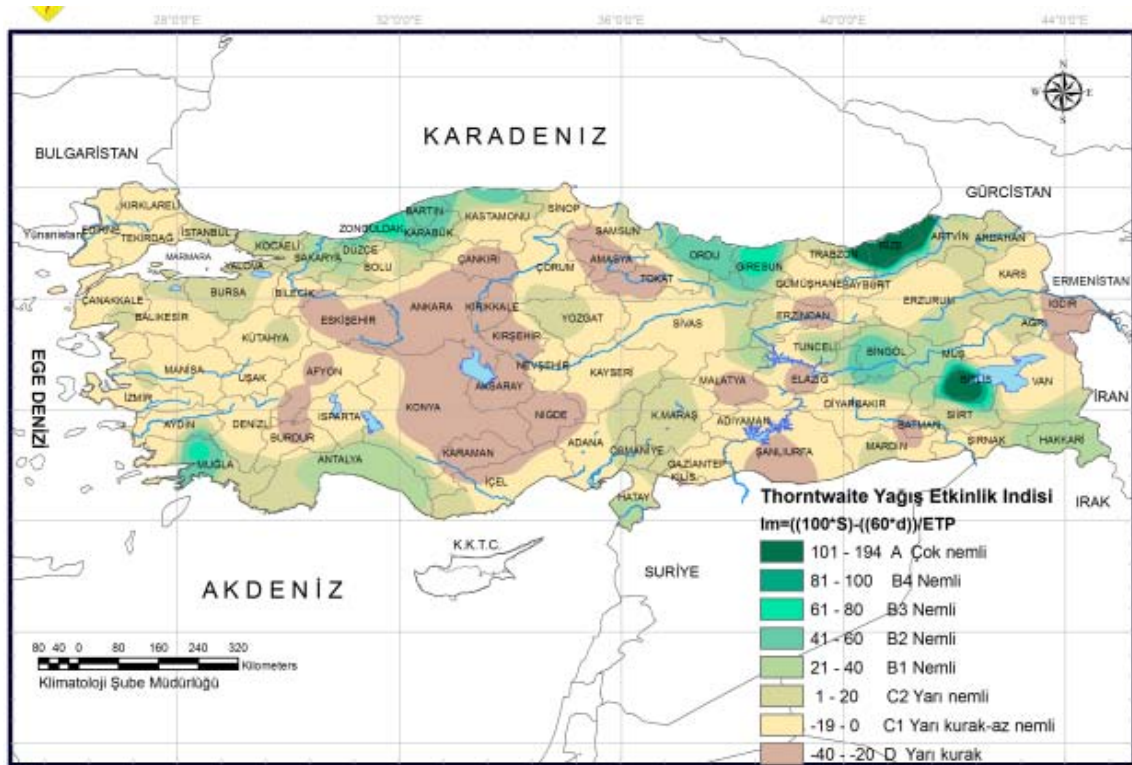 28°0'0"E 32°0'0"E 36°0'0"E 40°0'0"E 44°0'0"E
N
W E
S
KARADENIZ
BULGARİSTAN
GÜRCİSTAN
Yunanistan
ERMENİSTAN
İRAN
IRAK
SURİYE
K.K.T.C.
AKDENİZ
EGE DENİZİ
MARMARA
KIRKLARELİ
EDİRNE
TEKİRDAĞ
İSTANBUL
KOCAELİ
YALOVA
SAKARYA
DÜZCE
BOLU
ZONGULDAK
BARTIN
KARABÜK
KASTAMONU
SİNOP
SAMSUN
ÇANKIRI
ÇORUM
AMASYA
TOKAT
ORDU
GİRESUN
TRABZON
RİZE
ARTVİN
ARDAHAN
KARS
GÜMÜŞHANE
BAYBURT
ERZURUM
IĞDIR
AĞRI
ÇANAKKALE
BALIKESİR
BURSA
BİLECİK
ESKİŞEHİR
ANKARA
KIRIKKALE
KIRŞEHİR
YOZGAT
SİVAS
ERZİNCAN
TUNCELİ
BİNGÖL
MUŞ
BİTLİS
VAN
KÜTAHYA
MANİSA
UŞAK
AFYON
İZMİR
AYDIN
DENİZLİ
ISPARTA
BURDUR
MUĞLA
ANTALYA
KONYA
AKSARAY
NEVŞEHİR
KAYSERİ
NİĞDE
KARAMAN
İÇEL
ADANA
OSMANİYE
K.MARAŞ
HATAY
GAZİANTEP
KİLİS
MALATYA
ELAZIĞ
ADIYAMAN
ŞANLIURFA
DİYARBAKIR
BATMAN
MARDİN
SİİRT
ŞIRNAK
HAKKARİ
Thorntwaite Yağış Etkinlik Indisi
Im=((100*S)-((60*d))/ETP
101 - 194 A Çok nemli
81 - 100 B4 Nemli
61 - 80 B3 Nemli
41 - 60 B2 Nemli
21 - 40 B1 Nemli
1 - 20 C2 Yarı nemli
-19 - 0 C1 Yarı kurak-az nemli
-40 - -20 D Yarı kurak
80 40 0 80 160 240 320
Kilometers
Klimatoloji Şube Müdürlüğü